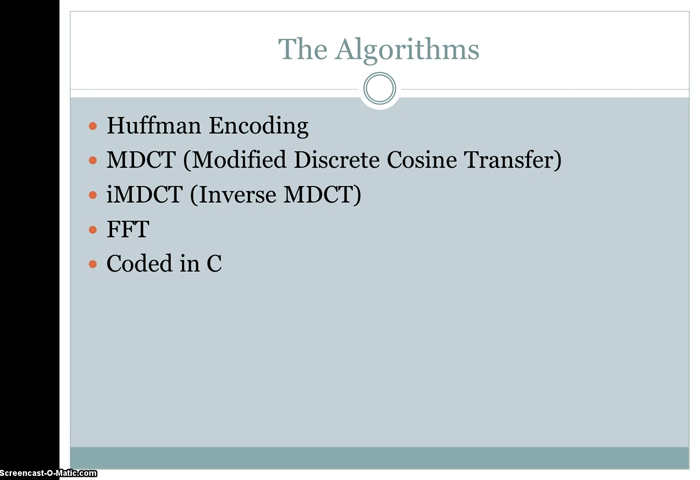 The Algorithms
Huffman Encoding
MDCT (Modified Discrete Cosine Transfer)
iMDCT (Inverse MDCT)
FFT
Coded in C
Screencast-O-Matic.com